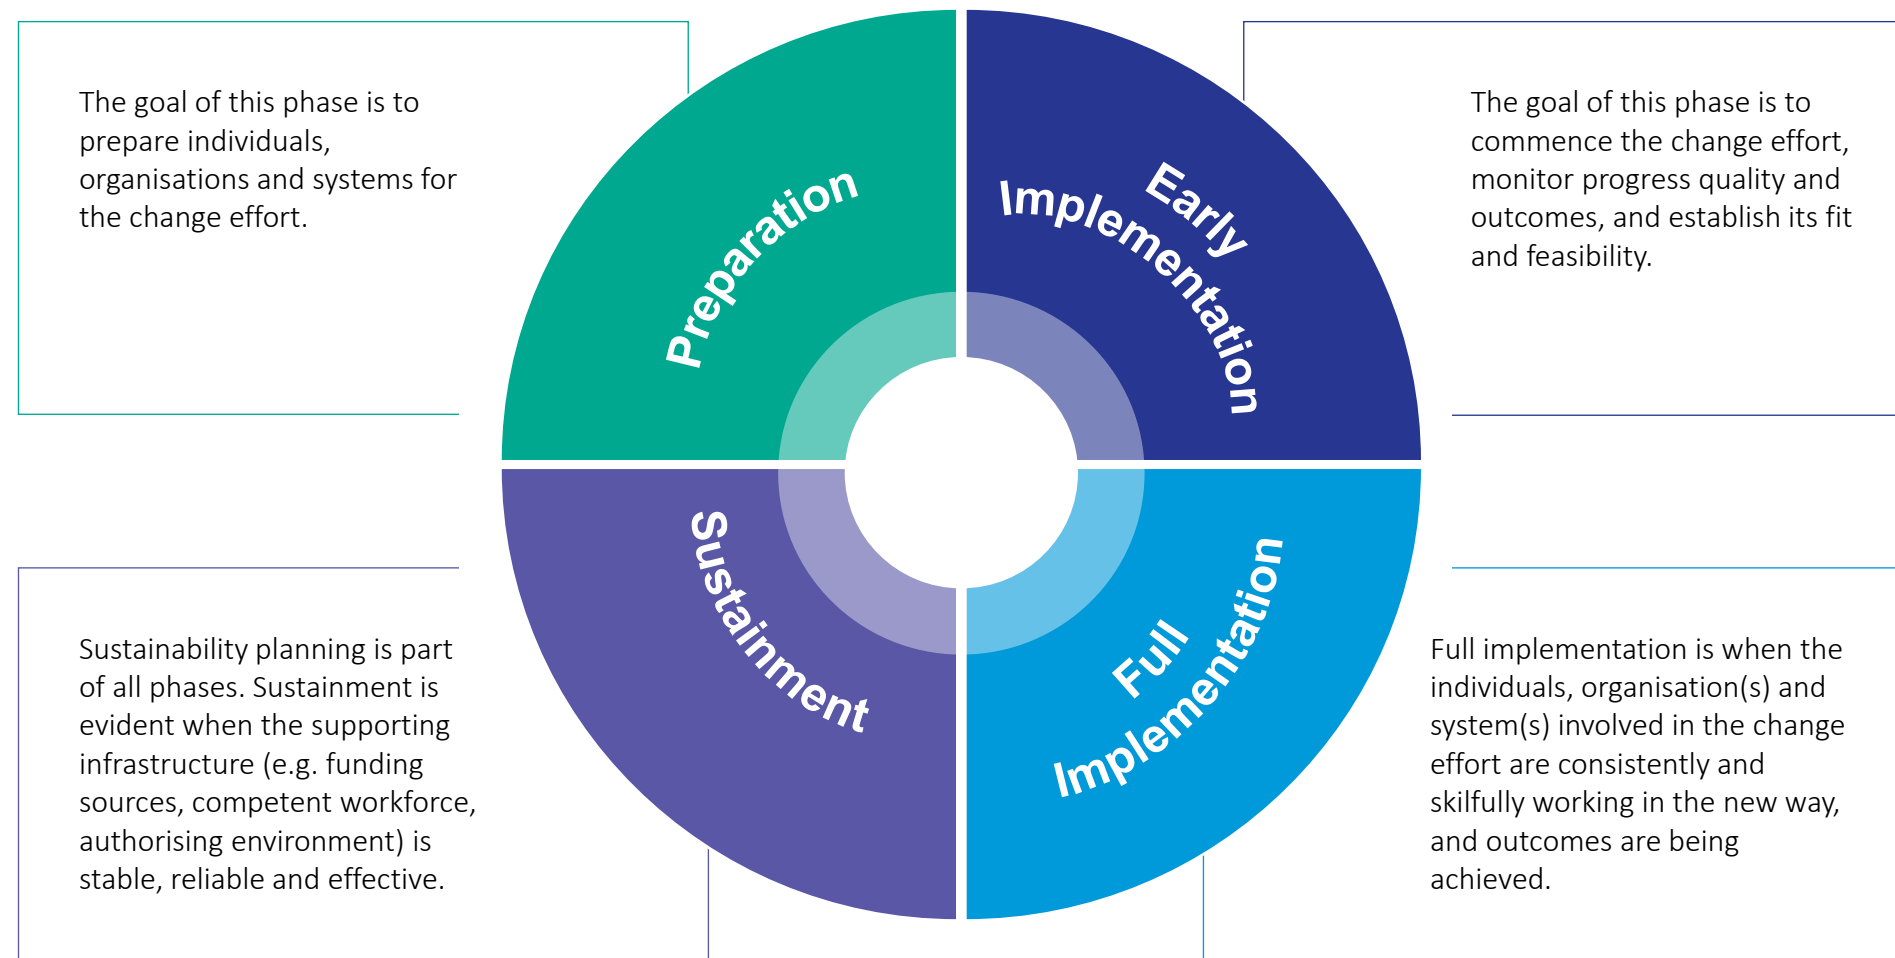 The goal of this phase is to
prepare individuals,
organisations and systems for
the change effort.
Preparation
Early
Implementation
The goal of this phase is to
commence the change effort,
monitor progress quality and
outcomes, and establish its fit
and feasibility.
Sustainability planning is part
of all phases. Sustainment is
evident when the supporting
infrastructure (e.g. funding
sources, competent workforce,
authorising environment) is
stable, reliable and effective.
Sustainment
Full
Implementation
Full implementation is when the
individuals, organisation(s) and
system(s) involved in the change
effort are consistently and
skilfully working in the new way,
and outcomes are being
achieved.